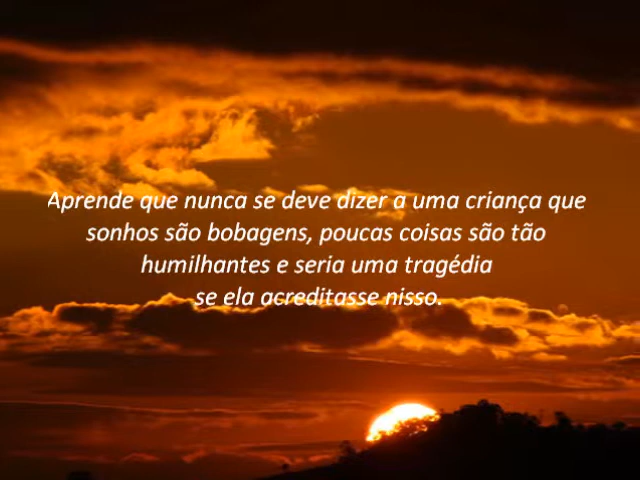 Aprende que nunca se deve dizer a uma criança que
sonhos são bobagens, poucas coisas são tão
humilhantes e seria uma tragédia
se ela acreditasse nisso.